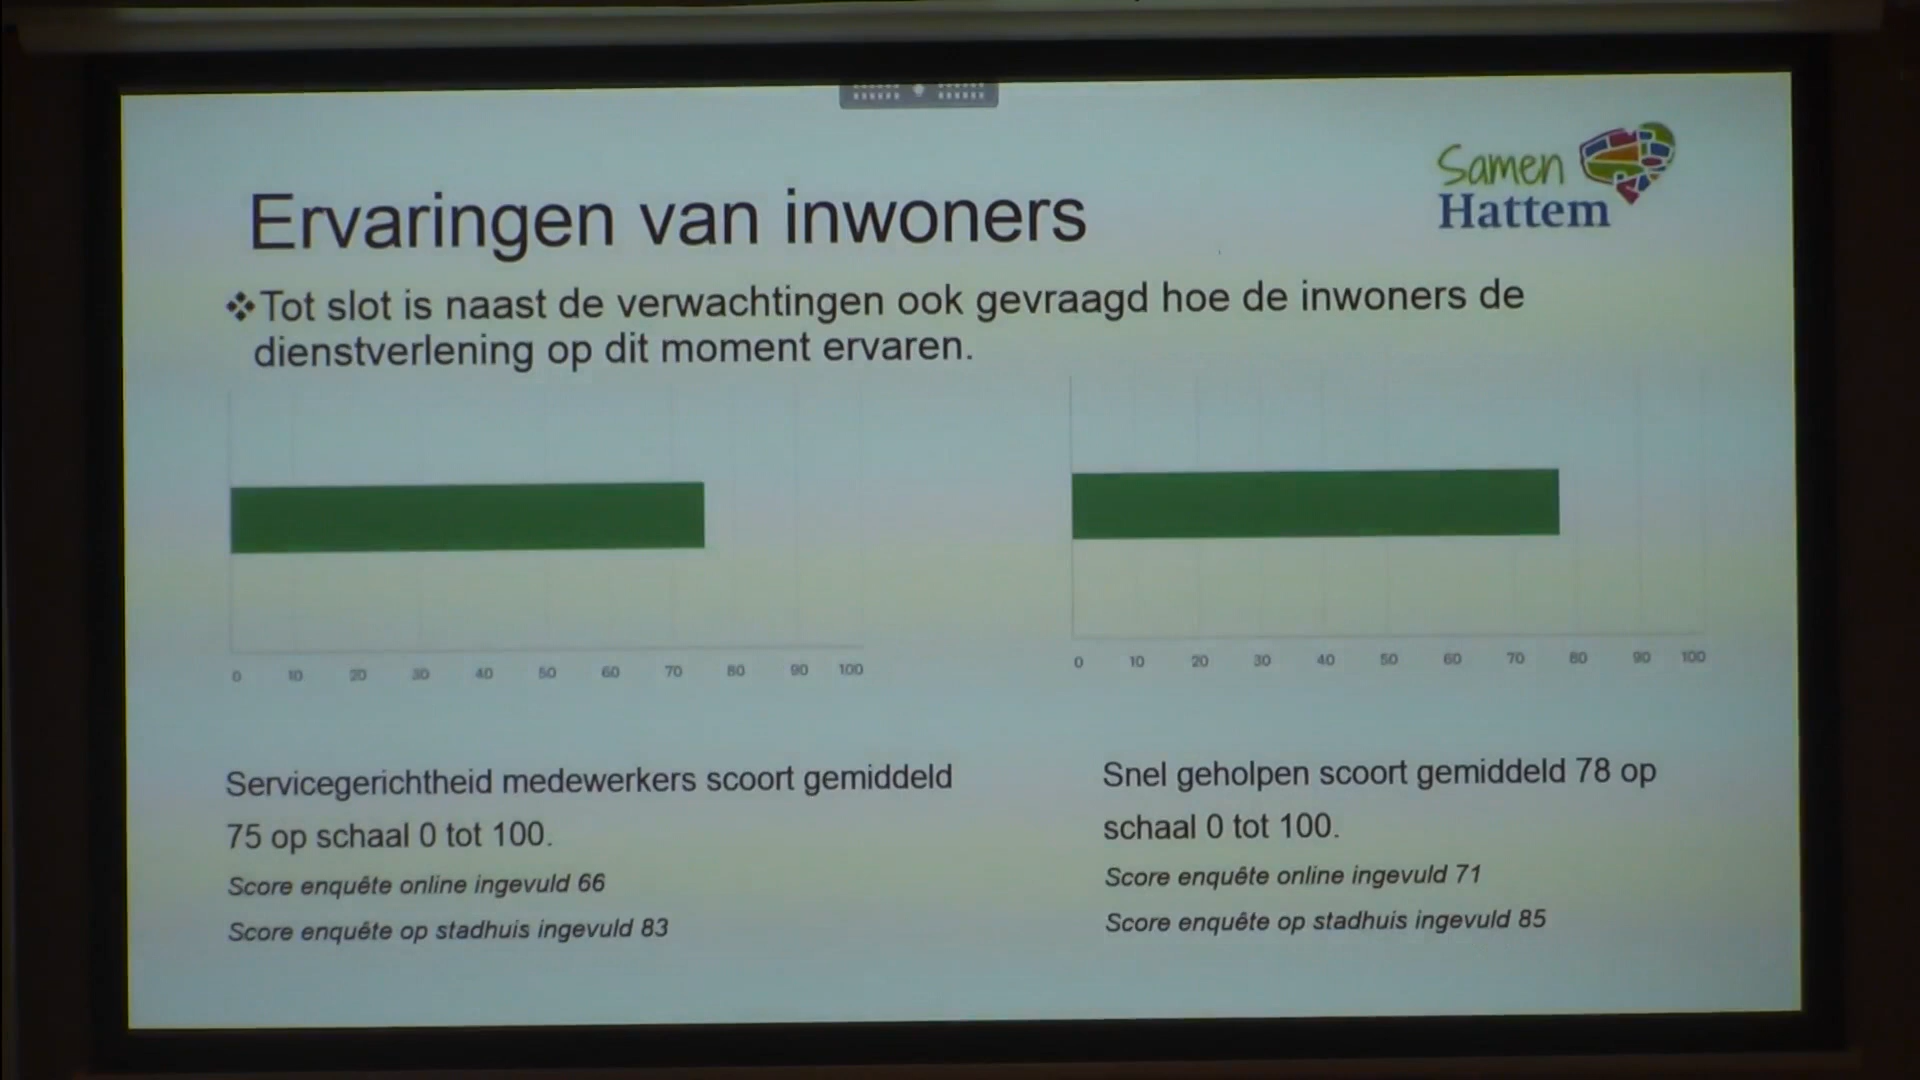 Samen
Hattem
Ervaringen van inwoners
❖Tot slot is naast de verwachtingen ook gevraagd hoe de inwoners de
dienstverlening op dit moment ervaren.
0 10 20 30 40 50 60 70 80 90 100
0 10 20 30 40 50 60 70 80 90 100
Servicegerichtheid medewerkers scoort gemiddeld
75 op schaal 0 tot 100.
Score enquête online ingevuld 66
Score enquête op stadhuis ingevuld 83
Snel geholpen scoort gemiddeld 78 op
schaal 0 tot 100.
Score enquête online ingevuld 71
Score enquête op stadhuis ingevuld 85